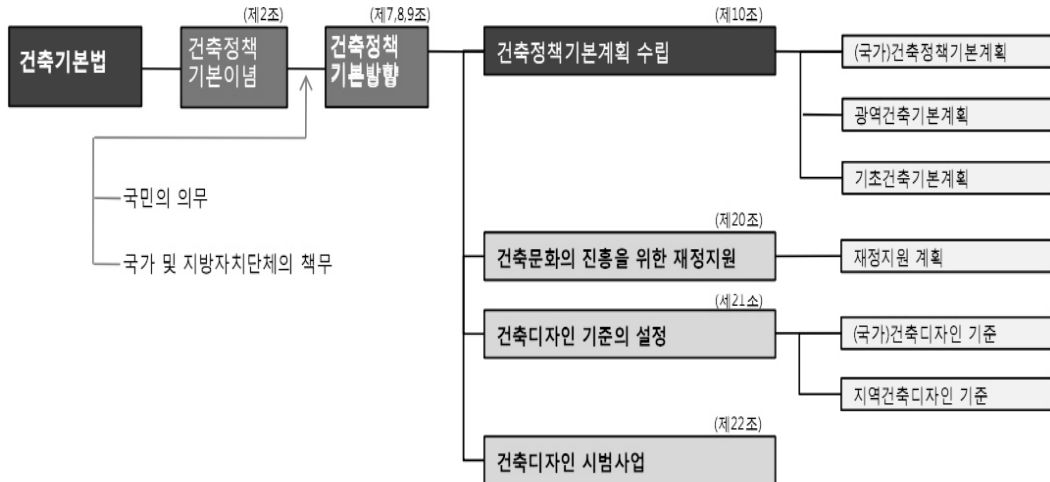 (제2조)
(제7,8,9조)
(제10조)
건축기본법
건축정책
기본이념
건축정책
기본방향
건축정책기본계획 수립
(국가)건축정책기본계획
광역건축기본계획
기초건축기본계획
국민의 의무
국가 및 지방자치단체의 책무
(제20조)
건축문화의 진흥을 위한 재정지원
재정지원 계획
(제21조)
건축디자인 기준의 설정
(국가)건축디자인 기준
지역건축디자인 기준
(제22조)
건축디자인 시범사업